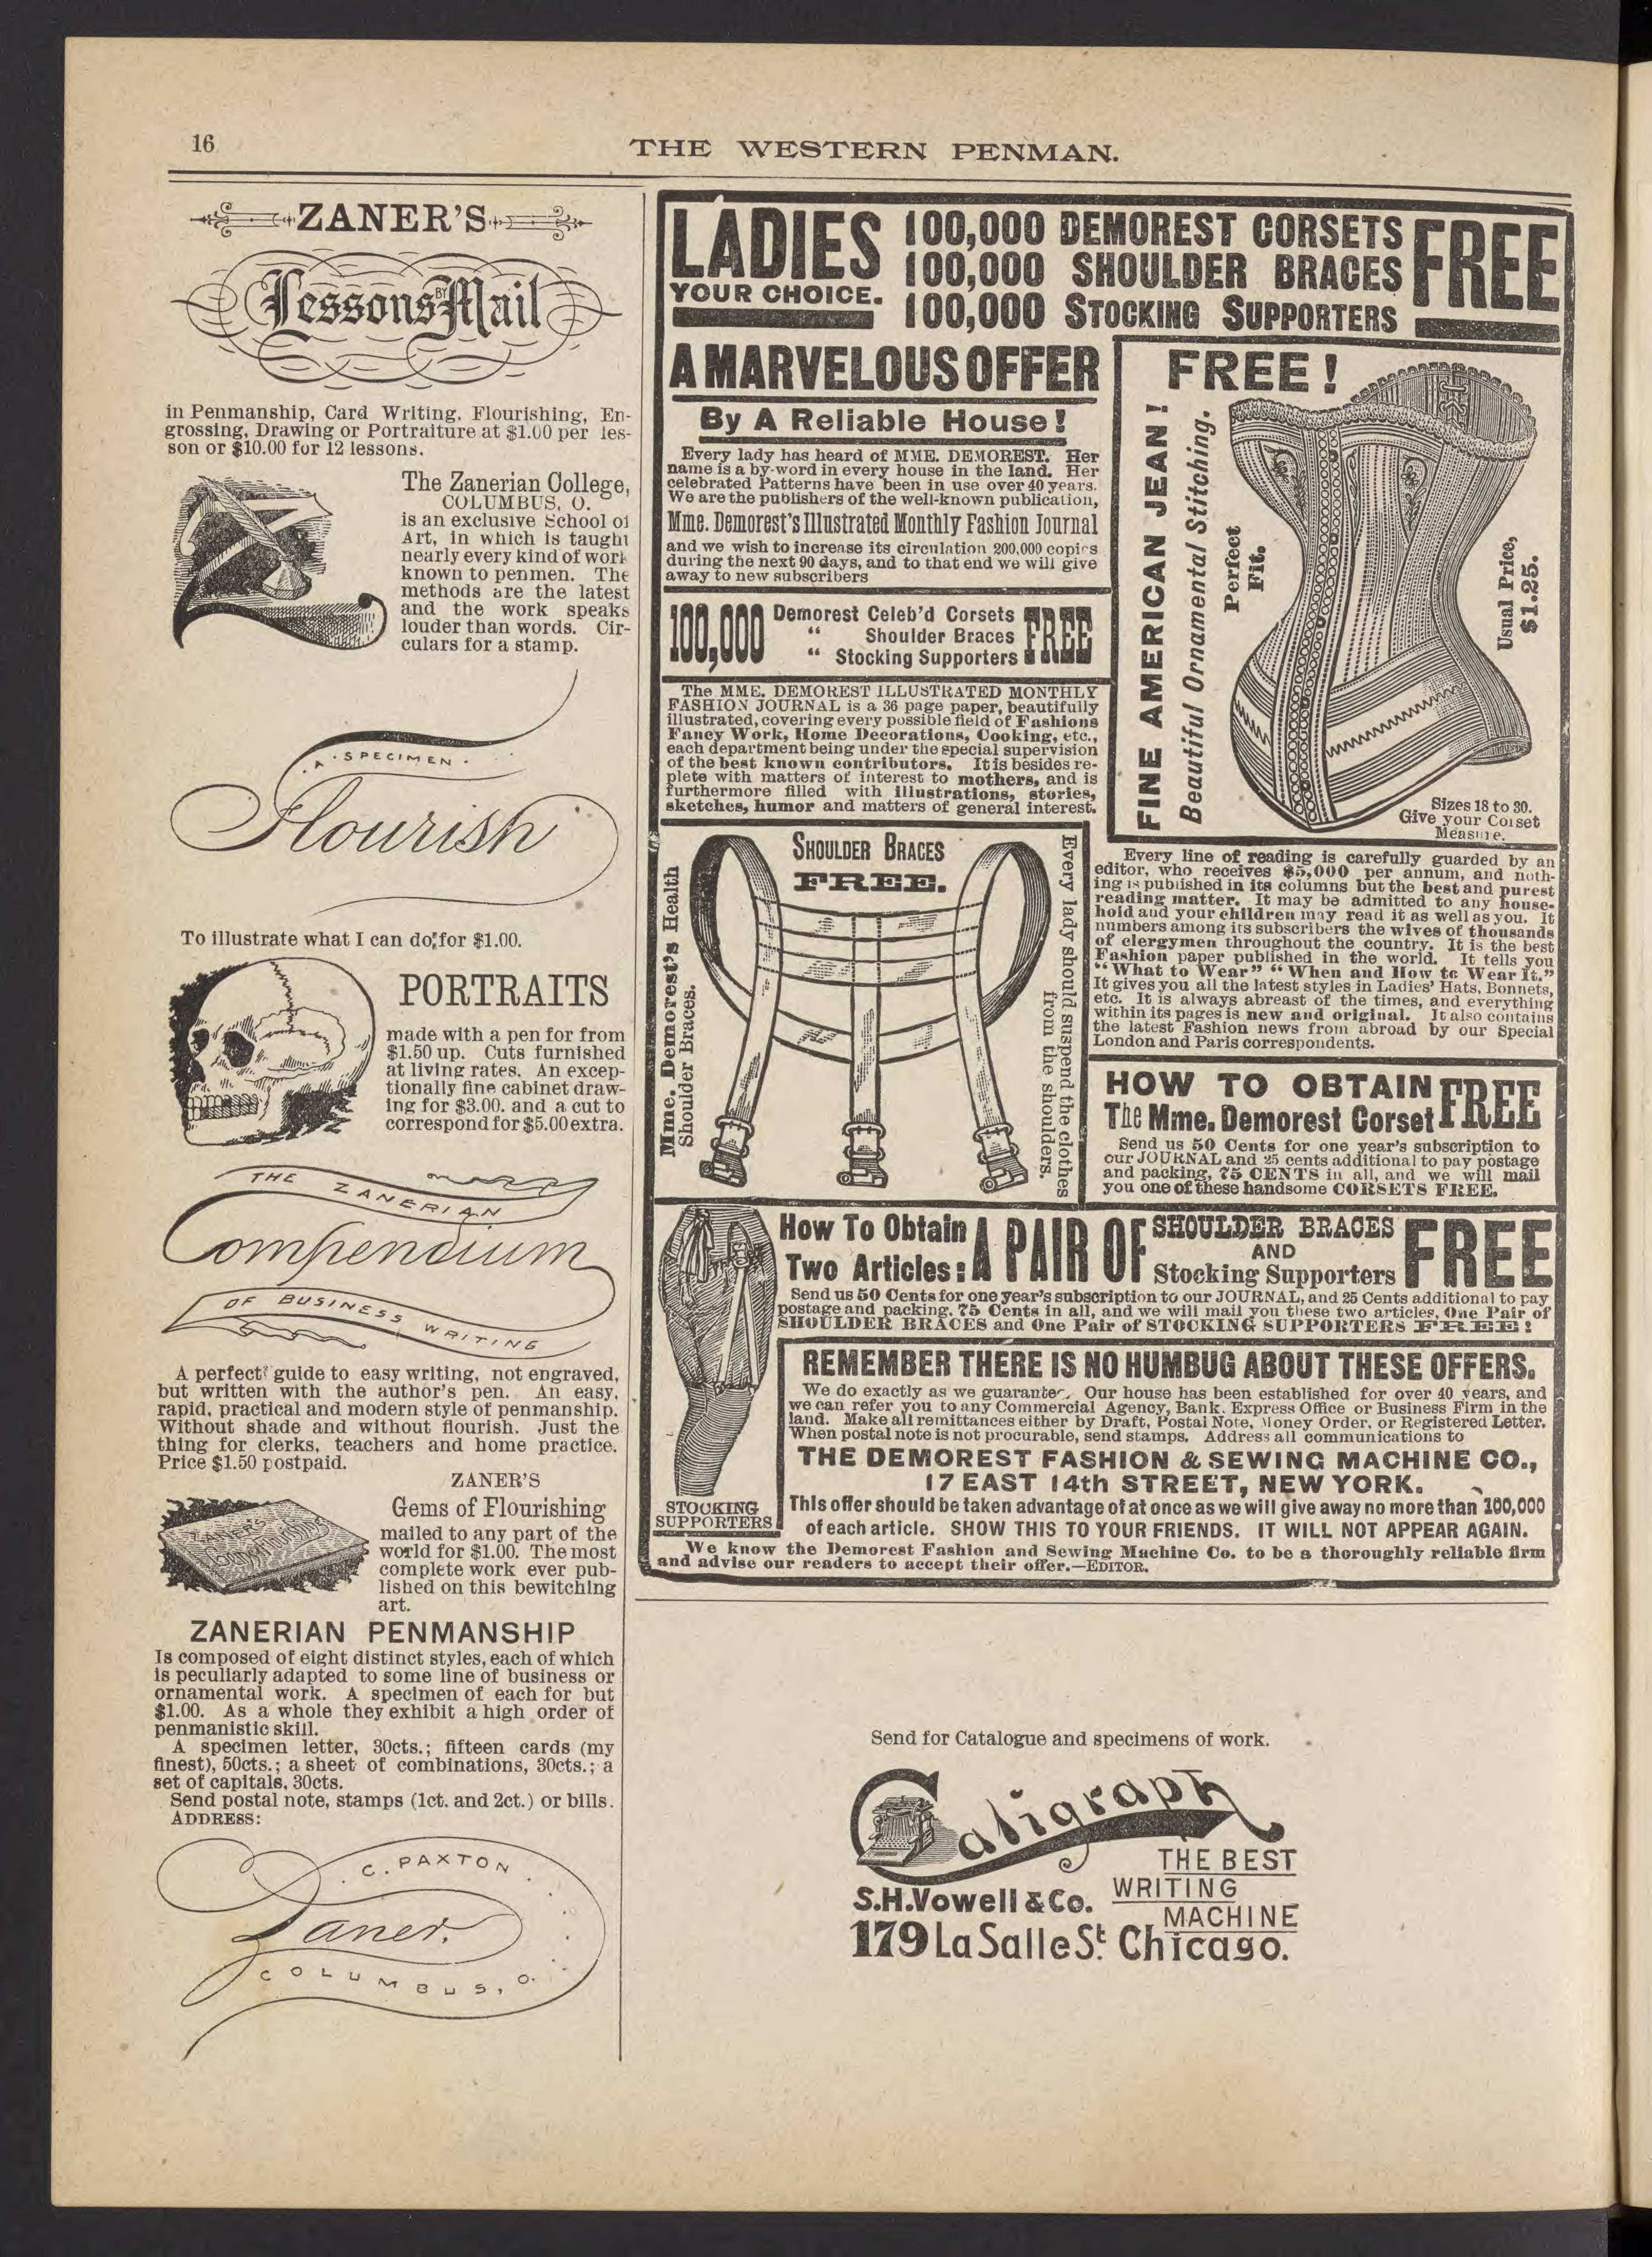 16
THE WESTERN PENMAN.
ZANER'S
Lessons BY Mail
in Penmanship, Card Writing, Flourishing, En-
grossing, Drawing or Portraiture at $1.00 per les-
son or $10.00 for 12 lessons.
The Zanerian College,
COLUMBUS, O.
is an exclusive School of
Art, in which is taught
nearly every kind of work
known to penmen. The
methods are the latest
and the work speaks
louder than words. Cir-
culars for a stamp.
A SPECIMEN
Flourish
To illustrate what I can do, for $1.00.
PORTRAITS
made with a pen for from
$1.50 up. Cuts furnished
at living rates. An excep-
tionally fine cabinet draw-
ing for $3.00, and a cut to
correspond for $5.00 extra.
THE ZANERIAN
Compendium
OF BUSINESS WRITING
A perfect guide to easy writing, not engraved,
but written with the author's pen. An easy,
rapid, practical and modern style of penmanship.
Without shade and without flourish. Just the
thing for clerks, teachers and home practice.
Price $1.50 postpaid.
ZANER'S
Gems of Flourishing
mailed to any part of the
world for $1.00. The most
complete work ever pub-
lished on this bewitching
art.
ZANER'S
ZANERIAN PENMANSHIP
Is composed of eight distinct styles, each of which
is peculiarly adapted to some line of business or
ornamental work. A specimen of each for but
$1.00. As a whole they exhibit a high order of
penmanistic skill.
A specimen letter, 30cts.; fifteen cards (my
finest), 50cts.; a sheet of combinations, 30cts.; a
set of capitals, 30cts.
Send postal note, stamps (1ct. and 2ct.) or bills.
ADDRESS:
C. PAXTON
Zaner,
COLUMBUS, O.
LADIES
YOUR CHOICE.
100,000 DEMOREST CORSETS
100,000 SHOULDER BRACES
100,000 STOCKING SUPPORTERS
FREE
A MARVELOUS OFFER
By A Reliable House!
Every lady has heard of MME. DEMOREST. Her
name is a by-word in every house in the land. Her
celebrated Patterns have been in use over 40 years.
We are the publishers of the well-known publication,
Mme. Demorest's Illustrated Monthly Fashion Journal
and we wish to increase its circulation 200,000 copies
during the next 90 days, and to that end we will give
away to new subscribers
100,000
Demorest Celeb'd Corsets
" Shoulder Braces
" Stocking Supporters
FREE
The MME. DEMOREST ILLUSTRATED MONTHLY
FASHION JOURNAL is a 36 page paper, beautifully
illustrated, covering every possible field of Fashions
Fancy Work, Home Decorations, Cooking, etc.,
each department being under the special supervision
of the best known contributors. It is besides re-
plete with matters of interest to mothers, and is
furthermore filled with illustrations, stories,
sketches, humor and matters of general interest.
FREE!
FINE AMERICAN JEAN!
Beautiful Ornamental Stitching.
Perfect
Fit.
Usual Price,
$1.25.
Sizes 18 to 30.
Give your Corset
Measure.
SHOULDER BRACES
FREE.
Mme. Demorest's Health
Shoulder Braces.
Every lady should suspend the clothes
from the shoulders.
Every line of reading is carefully guarded by an
editor, who receives $5,000 per annum, and noth-
ing is published in its columns but the best and purest
reading matter. It may be admitted to any house-
hold and your children may read it as well as you. It
numbers among its subscribers the wives of thousands
of clergymen throughout the country. It is the best
Fashion paper published in the world. It tells you
"What to Wear" "When and How to Wear It."
It gives you all the latest styles in Ladies' Hats, Bonnets,
etc. It is always abreast of the times, and everything
within its pages is new and original. It also contains
the latest Fashion news from abroad by our Special
London and Paris correspondents.
HOW TO OBTAIN
The Mme. Demorest Corset
FREE
Send us 50 Cents for one year's subscription to
our JOURNAL and 25 cents additional to pay postage
and packing, 75 CENTS in all, and we will mail
you one of these handsome CORSETS FREE.
How To Obtain
Two Articles:
A PAIR OF
SHOULDER BRACES
AND
Stocking Supporters
FREE
Send us 50 Cents for one year's subscription to our JOURNAL, and 25 Cents additional to pay
postage and packing, 75 Cents in all, and we will mail you these two articles, One Pair of
SHOULDER BRACES and One Pair of STOCKING SUPPORTERS FREE!
STOCKING
SUPPORTERS
REMEMBER THERE IS NO HUMBUG ABOUT THESE OFFERS.
We do exactly as we guarantee. Our house has been established for over 40 years, and
we can refer you to any Commercial Agency, Bank, Express Office or Business Firm in the
land. Make all remittances either by Draft, Postal Note, Money Order, or Registered Letter.
When postal note is not procurable, send stamps. Address all communications to
THE DEMOREST FASHION & SEWING MACHINE CO.,
17 EAST 14th STREET, NEW YORK.
This offer should be taken advantage of at once as we will give away no more than 100,000
of each article. SHOW THIS TO YOUR FRIENDS. IT WILL NOT APPEAR AGAIN.
We know the Demorest Fashion and Sewing Machine Co. to be a thoroughly reliable firm
and advise our readers to accept their offer.—EDITOR.
Send for Catalogue and specimens of work.
Caligraph
THE BEST
WRITING
MACHINE
S.H.Vowell & Co.
179 La Salle St. Chicago.